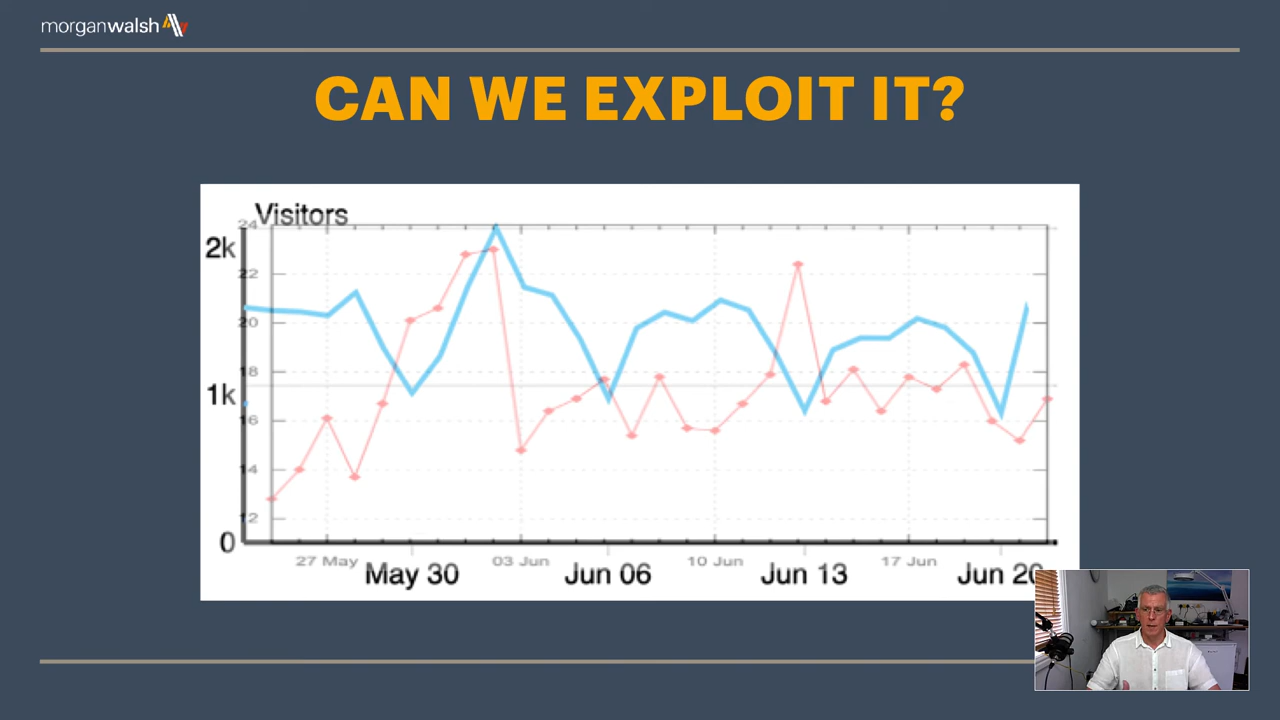 morganwalsh
CAN WE EXPLOIT IT?
Visitors
24
2k
22
20
18
1k
16
14
12
0
27 May
03 Jun
10 Jun
17 Jun
May 30
Jun 06
Jun 13
Jun 20